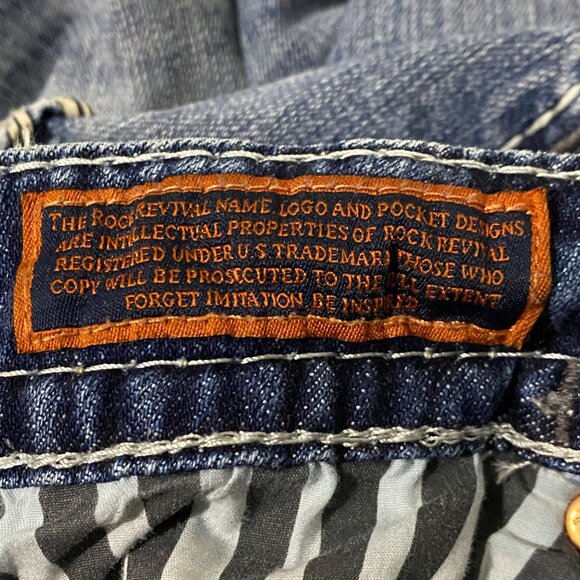 THE ROCK REVIVAL NAME LOGO AND POCKET DESIGNS
ARE INTELLECTUAL PROPERTIES OF ROCK REVIVAL
REGISTERED UNDER U.S. TRADEMARK THOSE WHO
COPY WILL BE PROSECUTED TO THE FULL EXTENT
FORGET IMITATION, BE INSPIRED